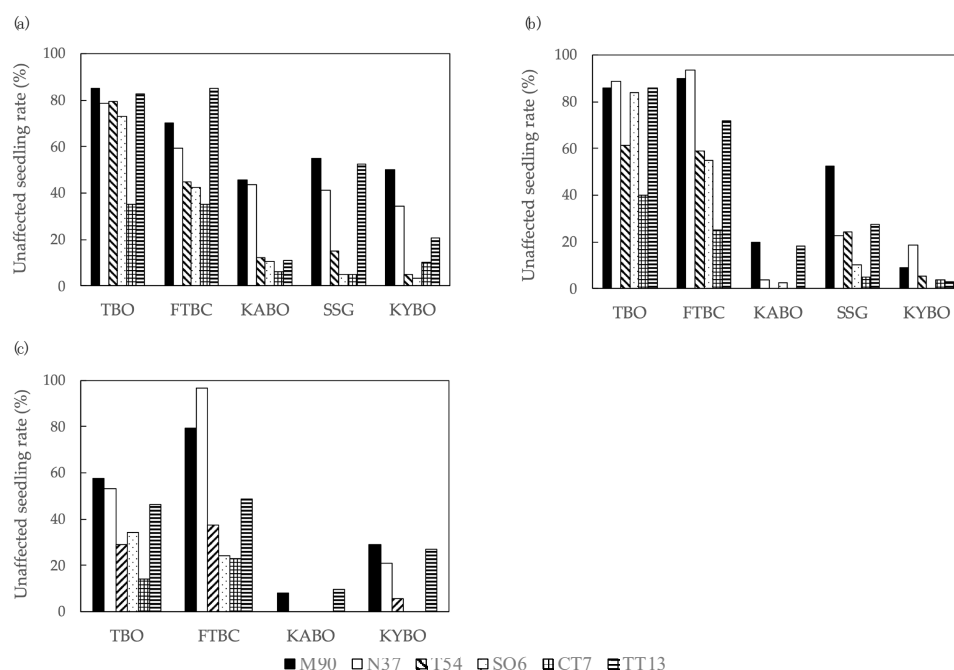 (a)
Unaffected seedling rate (%)
100
80
60
40
20
0
TBO FTBC KABO SSG KYBO
(b)
Unaffected seedling rate (%)
100
80
60
40
20
0
TBO FTBC KABO SSG KYBO
(c)
Unaffected seedling rate (%)
100
80
60
40
20
0
TBO FTBC KABO KYBO
M90 N37 T54 SO6 CT7 TT13